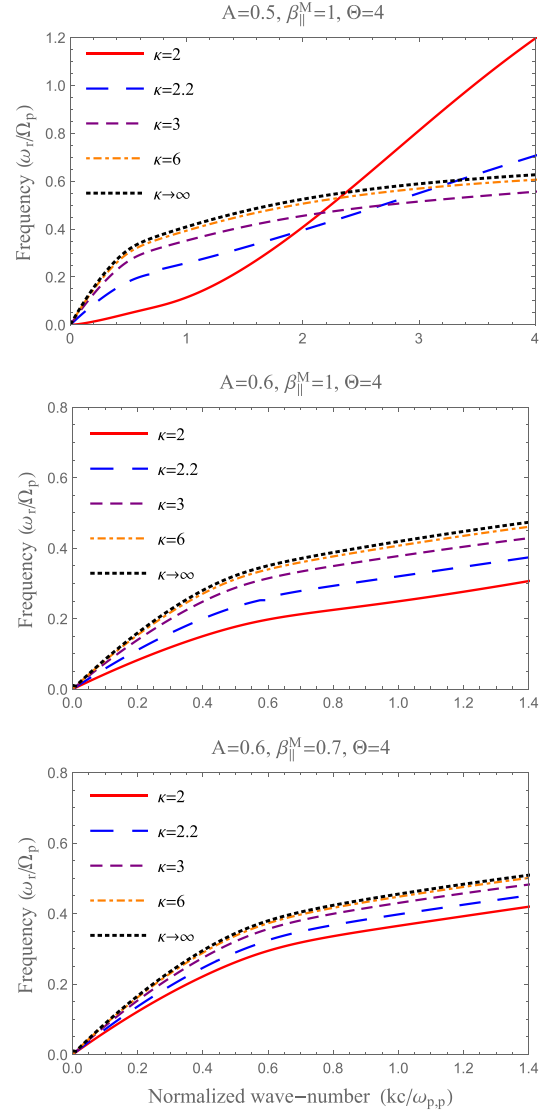 A=0.5, β∥^M=1, Θ=4
Frequency (ωr/Ωp)
1.2
1.0
0.8
0.6
0.4
0.2
0.0
κ=2
κ=2.2
κ=3
κ=6
κ→∞
0 1 2 3 4
A=0.6, β∥^M=1, Θ=4
Frequency (ωr/Ωp)
0.8
0.6
0.4
0.2
0.0
κ=2
κ=2.2
κ=3
κ=6
κ→∞
0.0 0.2 0.4 0.6 0.8 1.0 1.2 1.4
A=0.6, β∥^M=0.7, Θ=4
Frequency (ωr/Ωp)
0.8
0.6
0.4
0.2
0.0
κ=2
κ=2.2
κ=3
κ=6
κ→∞
0.0 0.2 0.4 0.6 0.8 1.0 1.2 1.4
Normalized wave−number (kc/ωp,p)